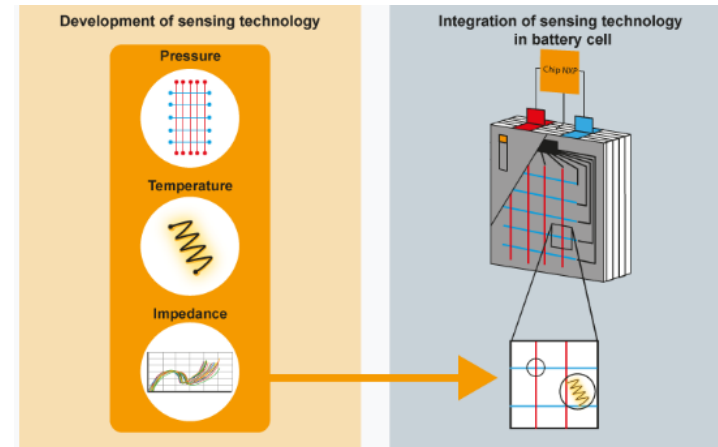 Development of sensing technology
Pressure
Temperature
Impedance
Integration of sensing technology
in battery cell
Chip NXP